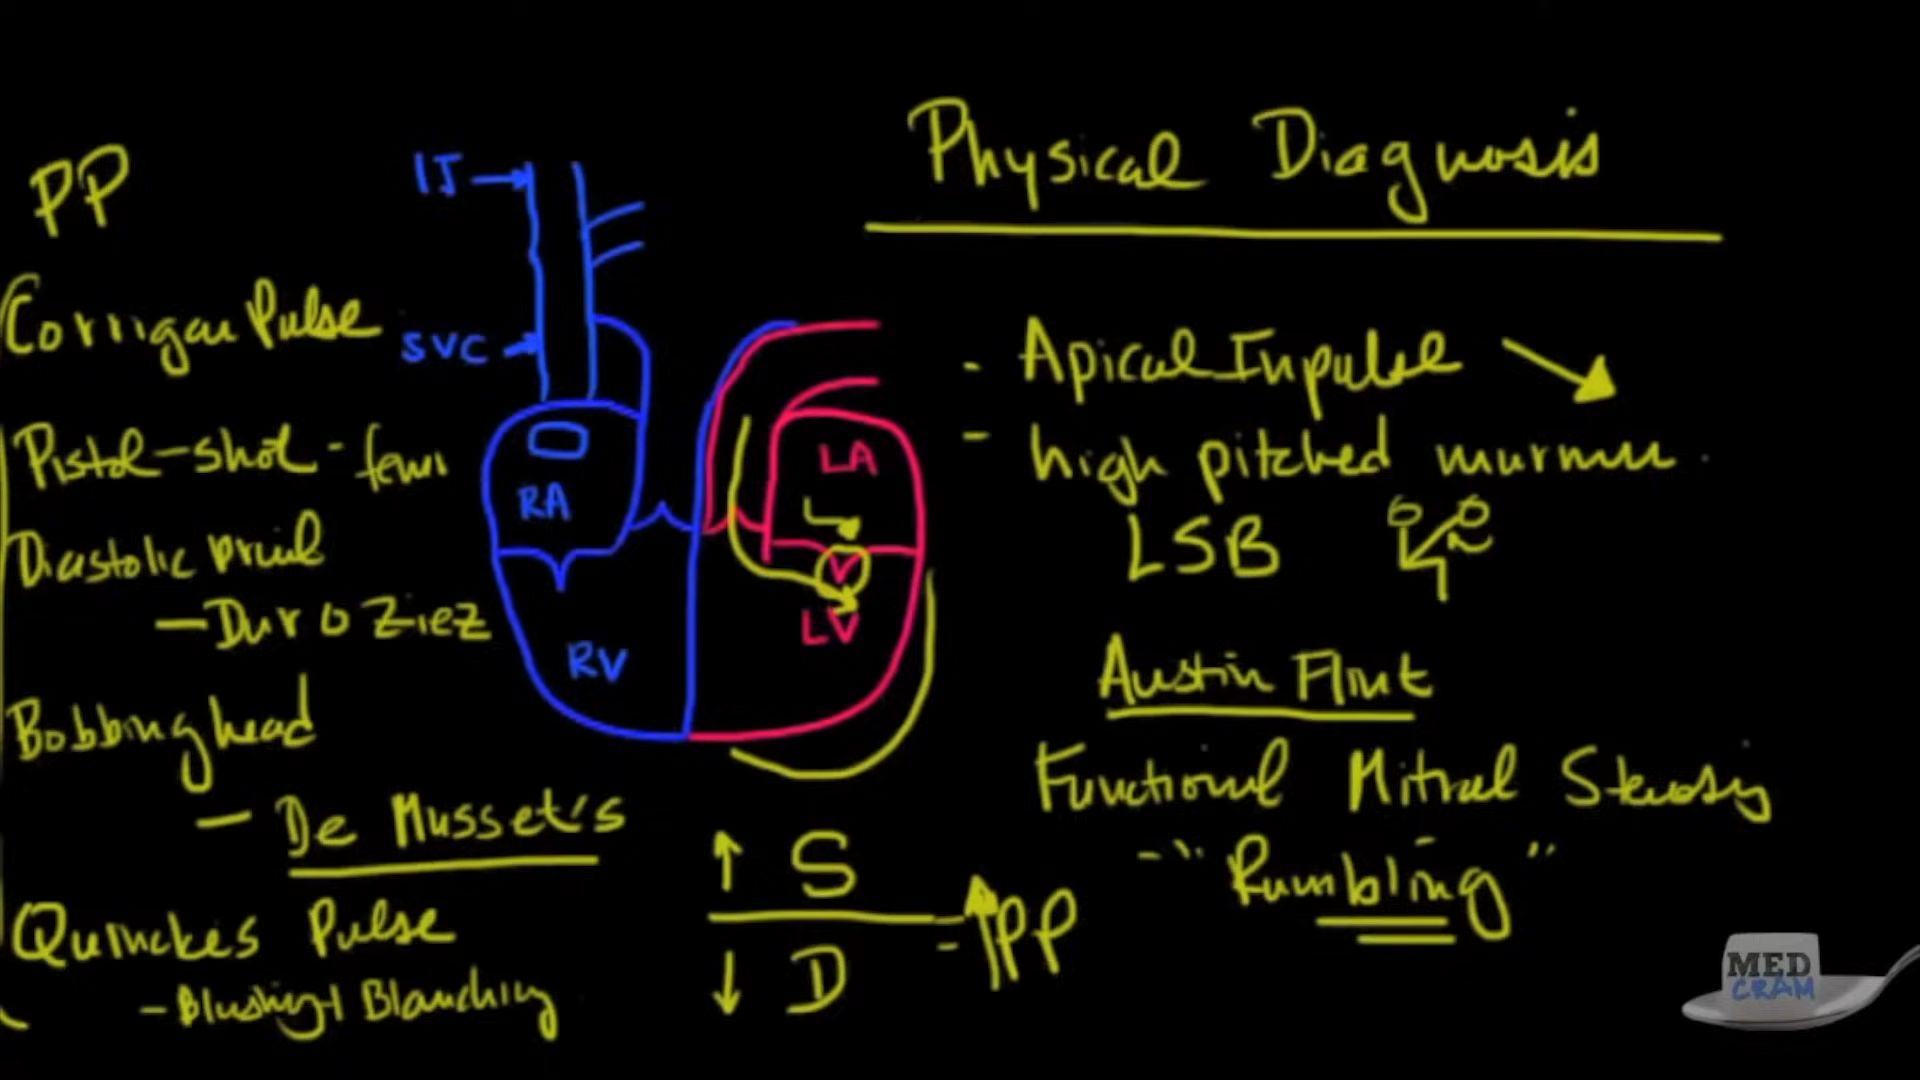 Physical Diagnosis
PP
IJ
Corrigan Pulse
SVC
- Apical Inpulse
Pistol-shot-fem
LA
- high pitched murmur
RA
LSB
Diastolic bruit
- Duroziez
LV
RV
Austin Flint
Bobbing head
Functional Mitral Stenosis
- De Musset's
- "Rumbling"
↑ S
Quinckes Pulse
- ↑PP
↓ D
- Blushing + Blanching
MED
CRAM